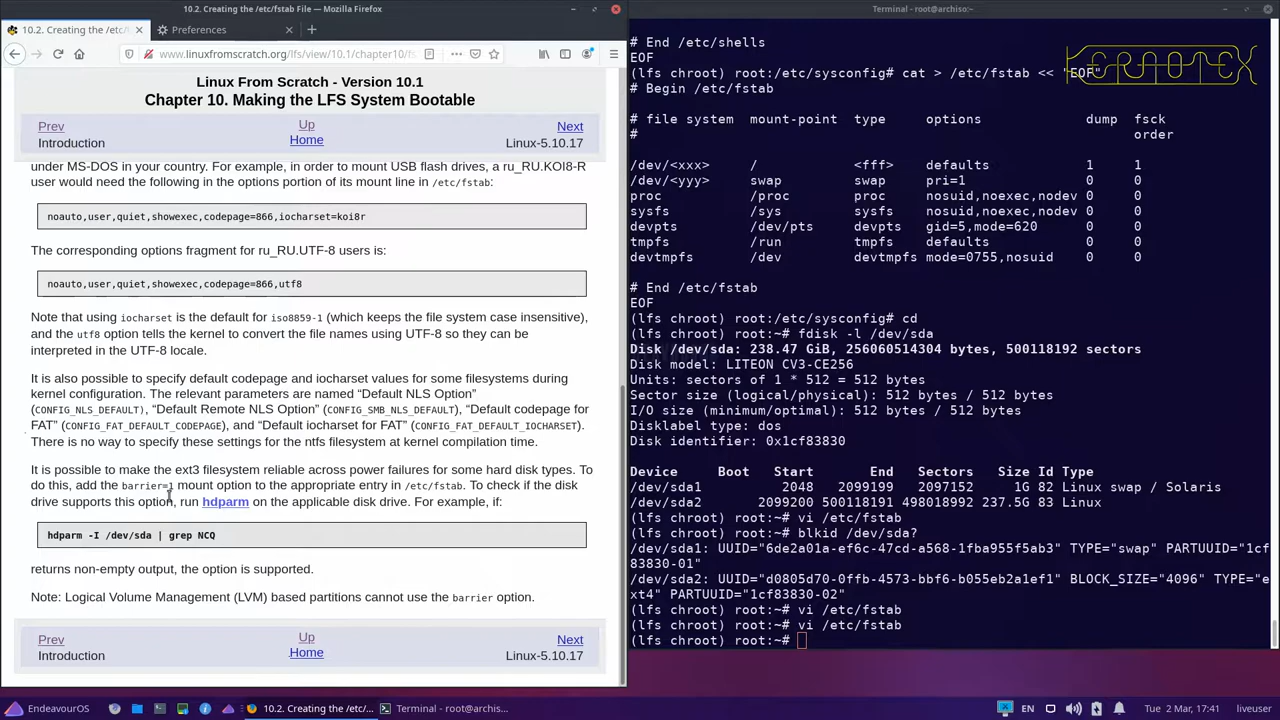 10.2. Creating the /etc/fstab File — Mozilla Firefox
10.2. Creating the /etc/fst
Preferences
www.linuxfromscratch.org/lfs/view/10.1/chapter10/fs
Linux From Scratch - Version 10.1
Chapter 10. Making the LFS System Bootable
Prev
Up
Next
Introduction
Home
Linux-5.10.17
under MS-DOS in your country. For example, in order to mount USB flash drives, a ru_RU.KOI8-R
user would need the following in the options portion of its mount line in /etc/fstab:
noauto,user,quiet,showexec,codepage=866,iocharset=koi8r
The corresponding options fragment for ru_RU.UTF-8 users is:
noauto,user,quiet,showexec,codepage=866,utf8
Note that using iocharset is the default for iso8859-1 (which keeps the file system case insensitive),
and the utf8 option tells the kernel to convert the file names using UTF-8 so they can be
interpreted in the UTF-8 locale.
It is also possible to specify default codepage and iocharset values for some filesystems during
kernel configuration. The relevant parameters are named “Default NLS Option”
(CONFIG_NLS_DEFAULT), “Default Remote NLS Option” (CONFIG_SMB_NLS_DEFAULT), “Default codepage for
FAT” (CONFIG_FAT_DEFAULT_CODEPAGE), and “Default iocharset for FAT” (CONFIG_FAT_DEFAULT_IOCHARSET).
There is no way to specify these settings for the ntfs filesystem at kernel compilation time.
It is possible to make the ext3 filesystem reliable across power failures for some hard disk types. To
do this, add the barrier=1 mount option to the appropriate entry in /etc/fstab. To check if the disk
drive supports this option, run hdparm on the applicable disk drive. For example, if:
hdparm -I /dev/sda | grep NCQ
returns non-empty output, the option is supported.
Note: Logical Volume Management (LVM) based partitions cannot use the barrier option.
Prev
Up
Next
Introduction
Home
Linux-5.10.17
Terminal - root@archiso:~
# End /etc/shells
EOF
(lfs chroot) root:/etc/sysconfig# cat > /etc/fstab << "EOF"
# Begin /etc/fstab
# file system  mount-point  type     options             dump  fsck
#                                                              order
/dev/<xxx>     /            <fff>    defaults            1     1
/dev/<yyy>     swap         swap     pri=1               0     0
proc           /proc        proc     nosuid,noexec,nodev 0     0
sysfs          /sys         sysfs    nosuid,noexec,nodev 0     0
devpts         /dev/pts     devpts   gid=5,mode=620      0     0
tmpfs          /run         tmpfs    defaults            0     0
devtmpfs       /dev         devtmpfs mode=0755,nosuid    0     0
# End /etc/fstab
EOF
(lfs chroot) root:/etc/sysconfig# cd
(lfs chroot) root:~# fdisk -l /dev/sda
Disk /dev/sda: 238.47 GiB, 256060514304 bytes, 500118192 sectors
Disk model: LITEON CV3-CE256
Units: sectors of 1 * 512 = 512 bytes
Sector size (logical/physical): 512 bytes / 512 bytes
I/O size (minimum/optimal): 512 bytes / 512 bytes
Disklabel type: dos
Disk identifier: 0x1cf83830
Device     Boot   Start       End   Sectors   Size Id Type
/dev/sda1          2048   2099199   2097152     1G 82 Linux swap / Solaris
/dev/sda2       2099200 500118191 498018992 237.5G 83 Linux
(lfs chroot) root:~# vi /etc/fstab
(lfs chroot) root:~# blkid /dev/sda?
/dev/sda1: UUID="6de2a01a-ef6c-47cd-a568-1fba955f5ab3" TYPE="swap" PARTUUID="1cf
83830-01"
/dev/sda2: UUID="d0805d70-0ffb-4573-bbf6-b055eb2a1ef1" BLOCK_SIZE="4096" TYPE="e
xt4" PARTUUID="1cf83830-02"
(lfs chroot) root:~# vi /etc/fstab
(lfs chroot) root:~# vi /etc/fstab
(lfs chroot) root:~#
EndeavourOS
10.2. Creating the /etc/...
Terminal - root@archiso...
EN
Tue 2 Mar, 17:41
liveuser